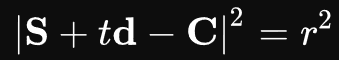 |𝐒 + t𝐝 − 𝐂|² = r²